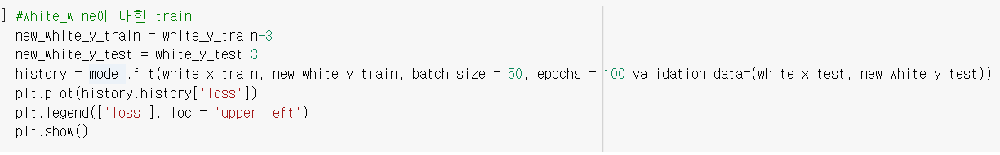 ] #white_wine에 대한 train
new_white_y_train = white_y_train-3
new_white_y_test = white_y_test-3
history = model.fit(white_x_train, new_white_y_train, batch_size = 50, epochs = 100,validation_data=(white_x_test, new_white_y_test))
plt.plot(history.history['loss'])
plt.legend(['loss'], loc = 'upper left')
plt.show()